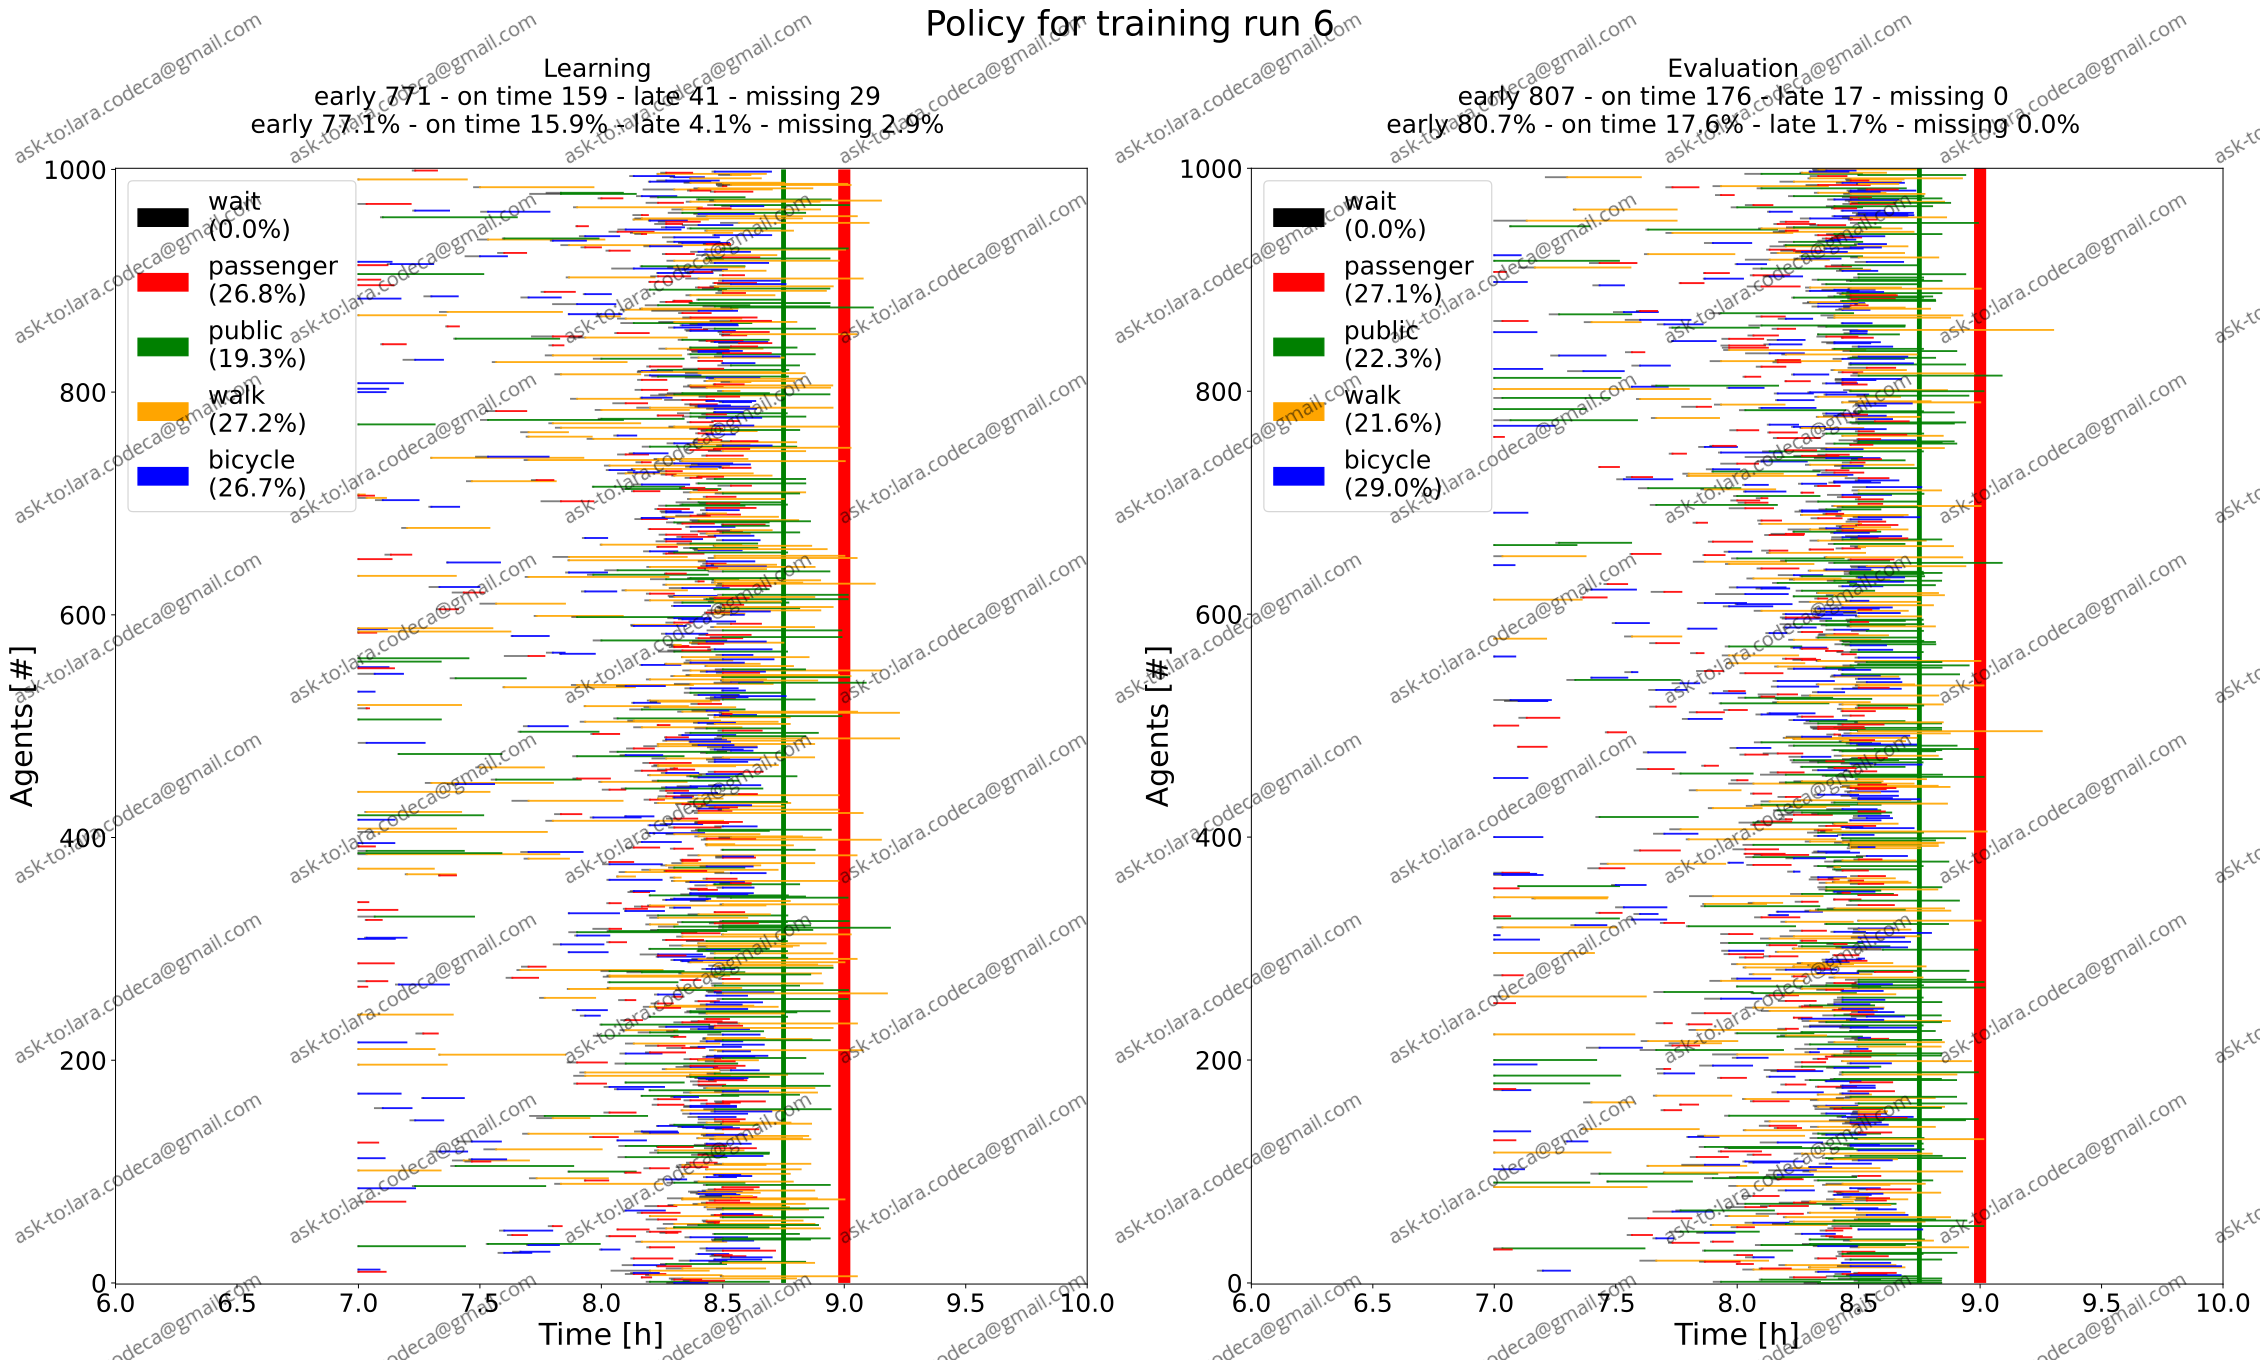 Policy for training run 6
Learning
early 771 - on time 159 - late 41 - missing 29
early 77.1% - on time 15.9% - late 4.1% - missing 2.9%
1000
800
600
400
200
0
Agents [#]
wait
(0.0%)
passenger
(26.8%)
public
(19.3%)
walk
(27.2%)
bicycle
(26.7%)
6.0 6.5 7.0 7.5 8.0 8.5 9.0 9.5 10.0
Time [h]
Evaluation
early 807 - on time 176 - late 17 - missing 0
early 80.7% - on time 17.6% - late 1.7% - missing 0.0%
1000
800
600
400
200
0
Agents [#]
wait
(0.0%)
passenger
(27.1%)
public
(22.3%)
walk
(21.6%)
bicycle
(29.0%)
6.0 6.5 7.0 7.5 8.0 8.5 9.0 9.5 10.0
Time [h]
ask-to:lara.codeca@gmail.com